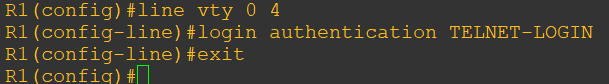 R1(config)#line vty 0 4
R1(config-line)#login authentication TELNET-LOGIN
R1(config-line)#exit
R1(config)#